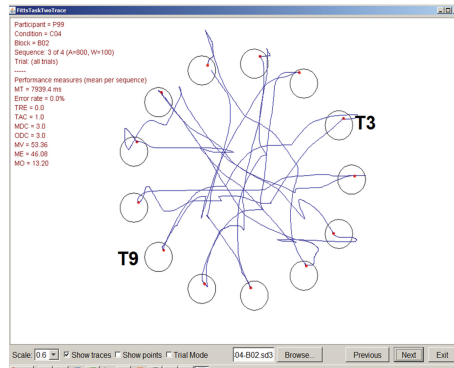 FittsTaskTwoTrace
Participant = P99
Condition = C04
Block = B02
Sequence: 3 of 4 (A=800, W=100)
Trial: (all trials)
-----
Performance measures (mean per sequence)
MT = 7939.4 ms
Error rate = 0.0%
TRE = 0.0
TAC = 1.0
MDC = 3.0
ODC = 3.0
MV = 53.36
ME = 46.08
MO = 13.20
T3
T9
Scale: 0.6 Show traces Show points Trial Mode 04-B02.sd3 Browse... Previous Next Exit